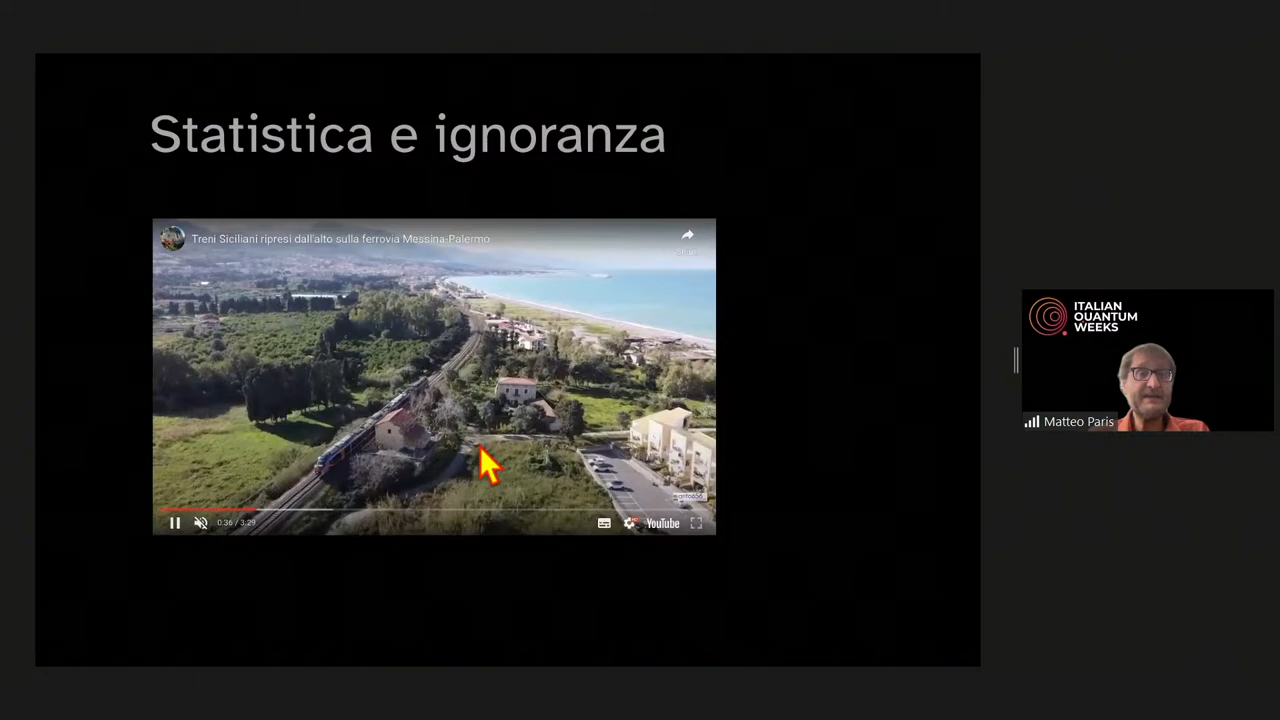 Statistica e ignoranza
Treni Siciliani ripresi dall'alto sulla ferrovia Messina-Palermo
0:36 / 3:29
YouTube
ITALIAN
QUANTUM
WEEKS
Matteo Paris